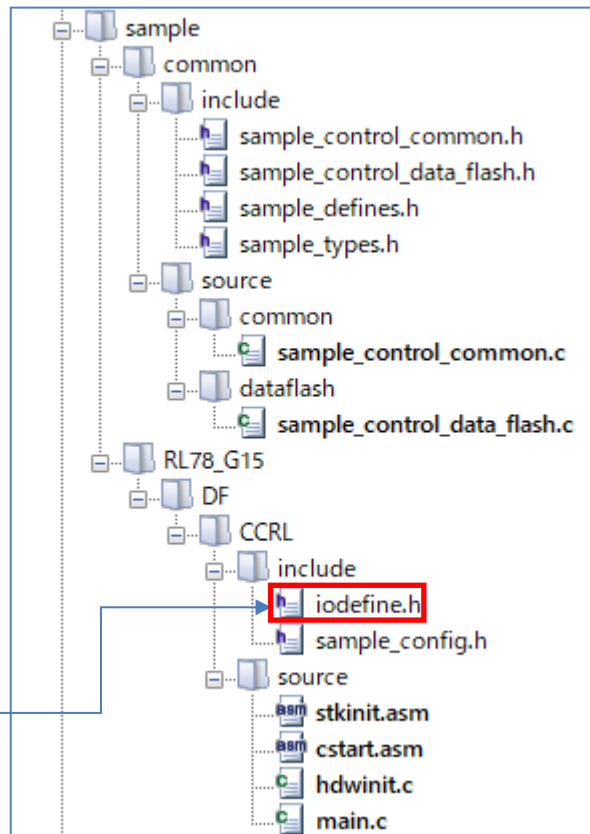 sample
common
include
sample_control_common.h
sample_control_data_flash.h
sample_defines.h
sample_types.h
source
common
sample_control_common.c
dataflash
sample_control_data_flash.c
RL78_G15
DF
CCRL
include
iodefine.h
sample_config.h
source
stkinit.asm
cstart.asm
hdwinit.c
main.c